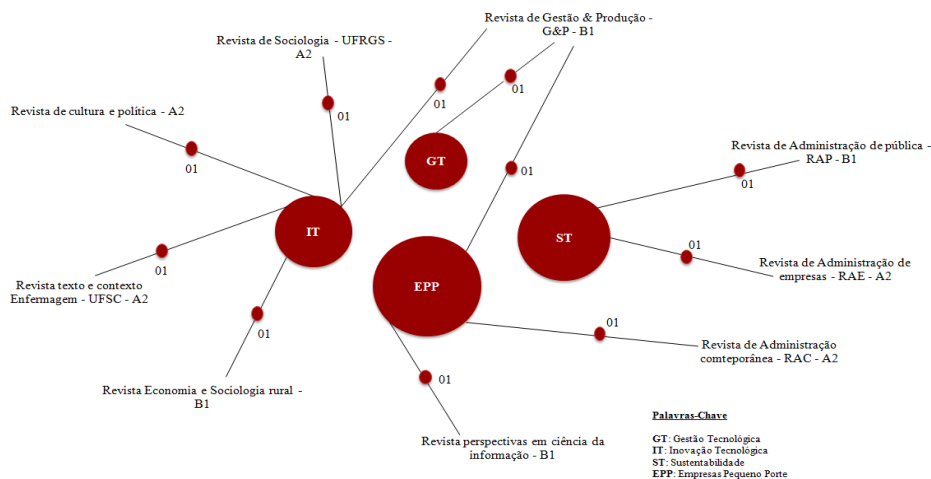 Revista de Gestão & Produção -
G&P - B1
Revista de Sociologia - UFRGS -
A2
01
01
01
Revista de cultura e política - A2
01
01
GT
Revista de Administração de pública -
RAP - B1
01
IT
ST
01
01
Revista de Administração de
empresas - RAE - A2
Revista texto e contexto
Enfermagem - UFSC - A2
EPP
01
01
Revista de Administração
comteporânea - RAC - A2
Revista Economia e Sociologia rural -
B1
01
Revista perspectivas em ciência da
informação - B1
Palavras-Chave
GT: Gestão Tecnológica
IT: Inovação Tecnológica
ST: Sustentabilidade
EPP: Empresas Pequeno Porte